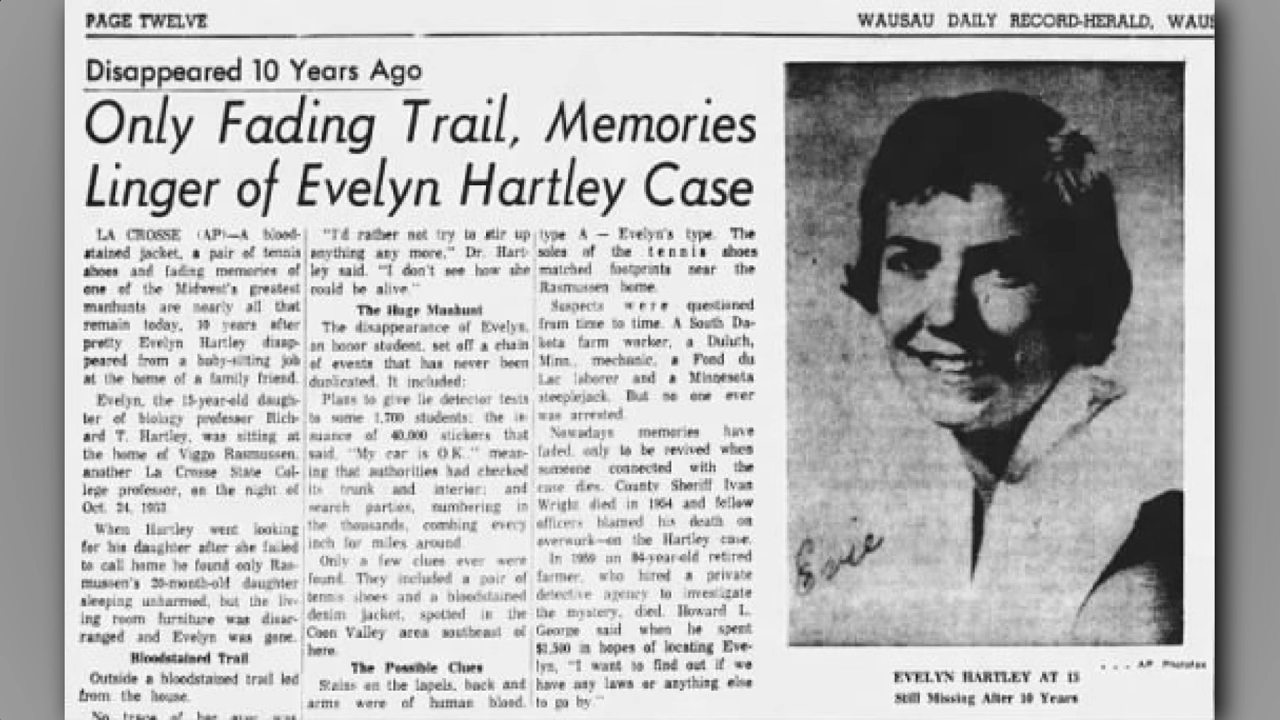 PAGE TWELVE
WAUSAU DAILY RECORD-HERALD, WAUS
Disappeared 10 Years Ago
Only Fading Trail, Memories
Linger of Evelyn Hartley Case
LA CROSSE (AP)—A blood-
stained jacket, a pair of tennis
shoes and fading memories of
one of the Midwest's greatest
manhunts are nearly all that
remain today, 10 years after
pretty Evelyn Hartley disap-
peared from a baby-sitting job
at the home of a family friend.
Evelyn, the 15-year-old daugh-
ter of biology professor Rich-
ard T. Hartley, was sitting at
the home of Viggo Rasmussen,
another La Crosse State Col-
lege professor, on the night of
Oct. 24, 1953.
When Hartley went looking
for his daughter after she failed
to call home he found only Ras-
mussen's 20-month-old daughter
sleeping unharmed, but the liv-
ing room furniture was disar-
ranged and Evelyn was gone.
Bloodstained Trail
Outside a bloodstained trail led
from the house.
No trace of her ever was
"I'd rather not try to stir up
anything any more," Dr. Hart-
ley said. "I don't see how she
could be alive."
The Huge Manhunt
The disappearance of Evelyn,
an honor student, set off a chain
of events that has never been
duplicated. It included:
Plans to give lie detector tests
to some 1,700 students; the is-
suance of 40,000 stickers that
said, "My car is O.K." mean-
ing that authorities had checked
its trunk and interior; and
search parties, numbering in
the thousands, combing every
inch for miles around.
Only a few clues ever were
found. They included a pair of
tennis shoes and a bloodstained
denim jacket, spotted in the
Coon Valley area southeast of
here.
The Possible Clues
Stains on the lapels, back and
arms were of human blood,
type A — Evelyn's type. The
soles of the tennis shoes
matched footprints near the
Rasmussen home.
Suspects were questioned
from time to time. A South Da-
kota farm worker, a Duluth,
Minn., mechanic, a Fond du
Lac laborer and a Minnesota
steeplejack. But no one ever
was arrested.
Nowadays memories have
faded, only to be revived when
someone connected with the
case dies. County Sheriff Ivan
Wright died in 1954 and fellow
officers blamed his death on
overwork—on the Hartley case.
In 1959 an 84-year-old retired
farmer, who hired a private
detective agency to investigate
the mystery, died. Howard L.
George said when he spent
$1,500 in hopes of locating Eve-
lyn, "I want to find out if we
have any laws or anything else
to go by."
Evie
. . . AP Photofax
EVELYN HARTLEY AT 15
Still Missing After 10 Years